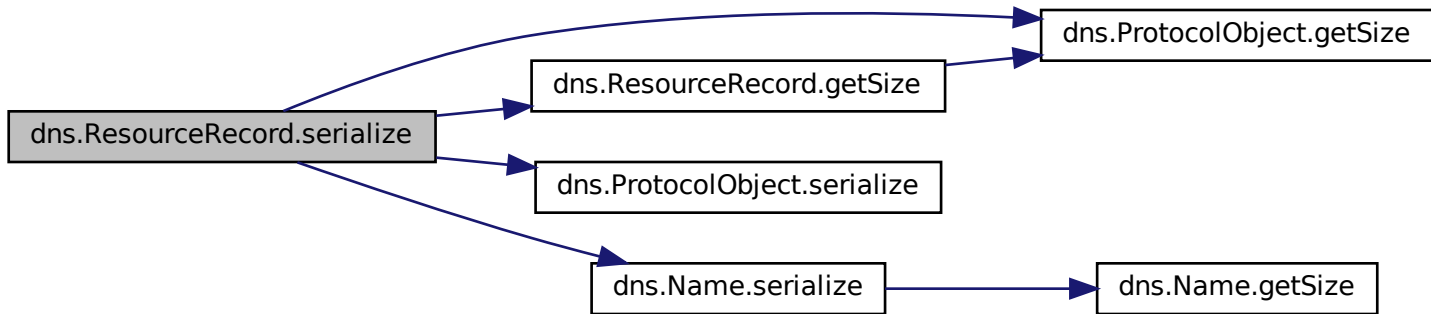 dns.ProtocolObject.getSize
dns.ResourceRecord.getSize
dns.ResourceRecord.serialize
dns.ProtocolObject.serialize
dns.Name.serialize
dns.Name.getSize